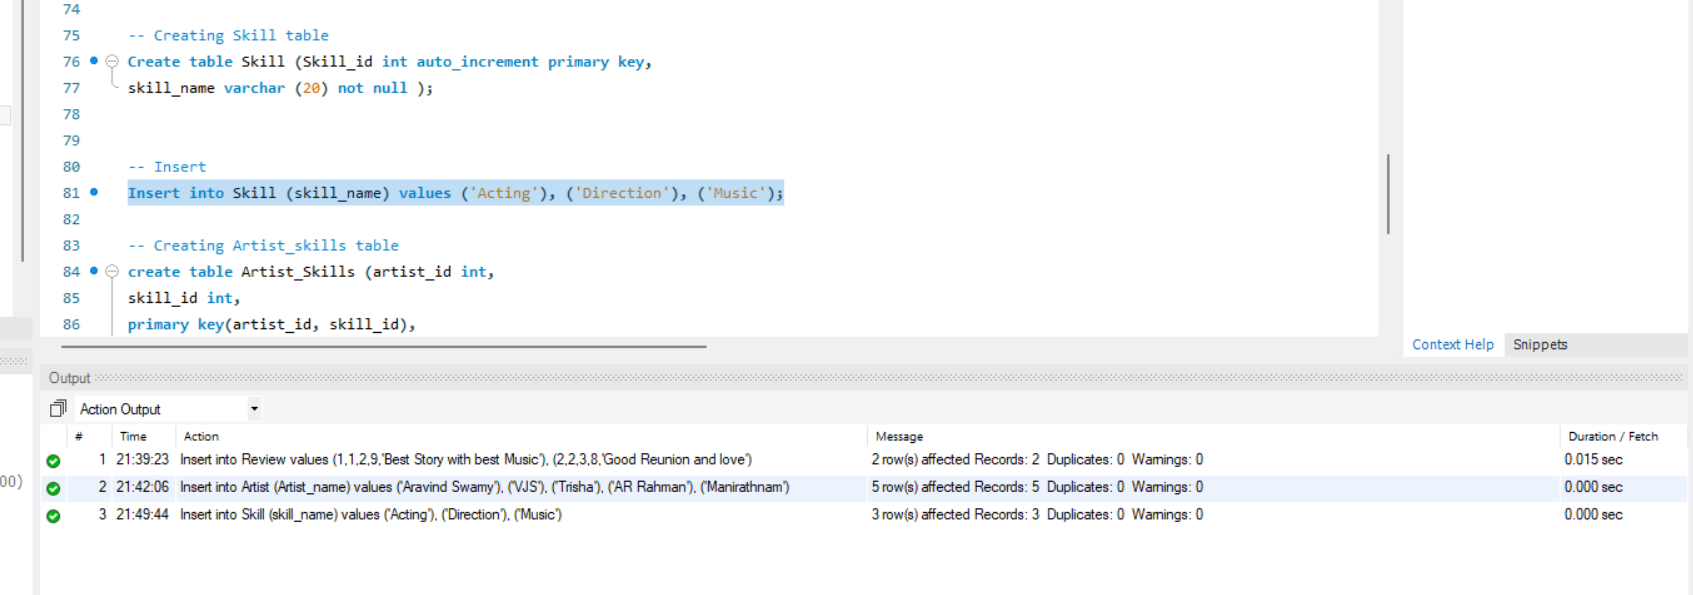 74
75 -- Creating Skill table
76 Create table Skill (Skill_id int auto_increment primary key,
77 skill_name varchar (20) not null );
78
79
80 -- Insert
81 Insert into Skill (skill_name) values ('Acting'), ('Direction'), ('Music');
82
83 -- Creating Artist_skills table
84 create table Artist_Skills (artist_id int,
85 skill_id int,
86 primary key(artist_id, skill_id),
Context Help Snippets
Output
Action Output
# Time Action Message Duration / Fetch
1 21:39:23 Insert into Review values (1,1,2,9,'Best Story with best Music'), (2,2,3,8,'Good Reunion and love') 2 row(s) affected Records: 2 Duplicates: 0 Warnings: 0 0.015 sec
00)
2 21:42:06 Insert into Artist (Artist_name) values ('Aravind Swamy'), ('VJS'), ('Trisha'), ('AR Rahman'), ('Manirathnam') 5 row(s) affected Records: 5 Duplicates: 0 Warnings: 0 0.000 sec
3 21:49:44 Insert into Skill (skill_name) values ('Acting'), ('Direction'), ('Music') 3 row(s) affected Records: 3 Duplicates: 0 Warnings: 0 0.000 sec